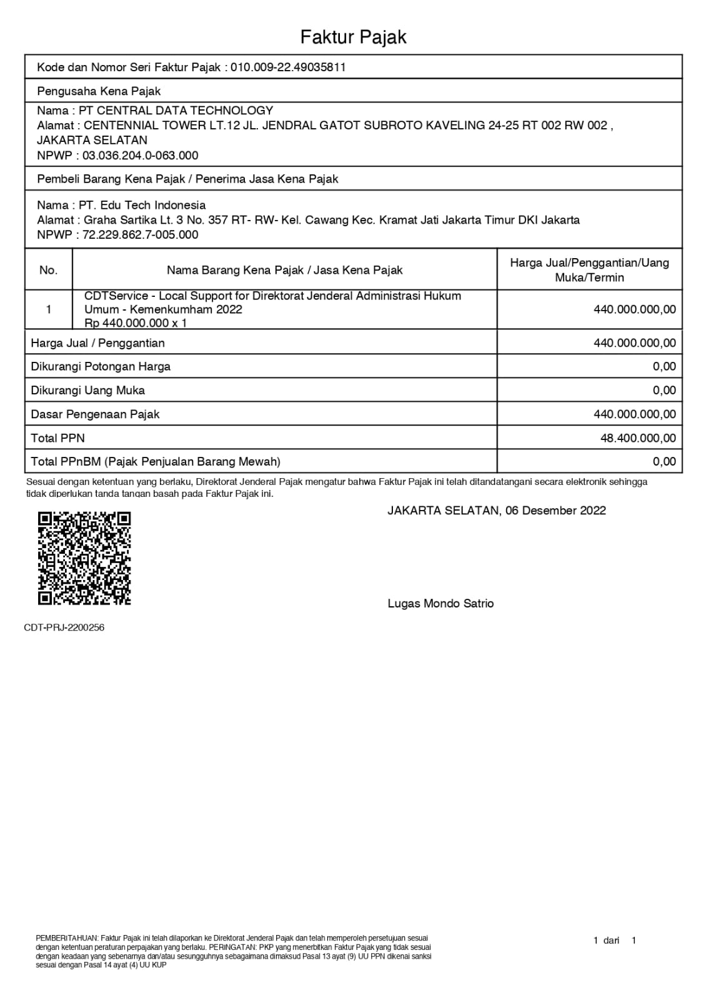 Faktur Pajak
Kode dan Nomor Seri Faktur Pajak : 010.009-22.49035811
Pengusaha Kena Pajak
Nama : PT CENTRAL DATA TECHNOLOGY
Alamat : CENTENNIAL TOWER LT.12 JL. JENDRAL GATOT SUBROTO KAVELING 24-25 RT 002 RW 002 ,
JAKARTA SELATAN
NPWP : 03.036.204.0-063.000
Pembeli Barang Kena Pajak / Penerima Jasa Kena Pajak
Nama : PT. Edu Tech Indonesia
Alamat : Graha Sartika Lt. 3 No. 357 RT- RW- Kel. Cawang Kec. Kramat Jati Jakarta Timur DKI Jakarta
NPWP : 72.229.862.7-005.000
No. Nama Barang Kena Pajak / Jasa Kena Pajak Harga Jual/Penggantian/Uang
Muka/Termin
CDTService - Local Support for Direktorat Jenderal Administrasi Hukum
1 Umum - Kemenkumham 2022 440.000.000,00
Rp 440.000.000 x 1
Harga Jual / Penggantian 440.000.000,00
Dikurangi Potongan Harga 0,00
Dikurangi Uang Muka 0,00
Dasar Pengenaan Pajak 440.000.000,00
Total PPN 48.400.000,00
Total PPnBM (Pajak Penjualan Barang Mewah) 0,00
Sesuai dengan ketentuan yang berlaku, Direktorat Jenderal Pajak mengatur bahwa Faktur Pajak ini telah ditandatangani secara elektronik sehingga
tidak diperlukan tanda tangan basah pada Faktur Pajak ini.
JAKARTA SELATAN, 06 Desember 2022
Lugas Mondo Satrio
CDT-PRJ-2200256
PEMBERITAHUAN: Faktur Pajak ini telah dilaporkan ke Direktorat Jenderal Pajak dan telah memperoleh persetujuan sesuai
dengan ketentuan peraturan perpajakan yang berlaku. PERINGATAN: PKP yang menerbitkan Faktur Pajak yang tidak sesuai
dengan keadaan yang sebenarnya dan/atau sesungguhnya sebagaimana dimaksud Pasal 13 ayat (9) UU PPN dikenai sanksi
sesuai dengan Pasal 14 ayat (4) UU KUP
1 dari 1